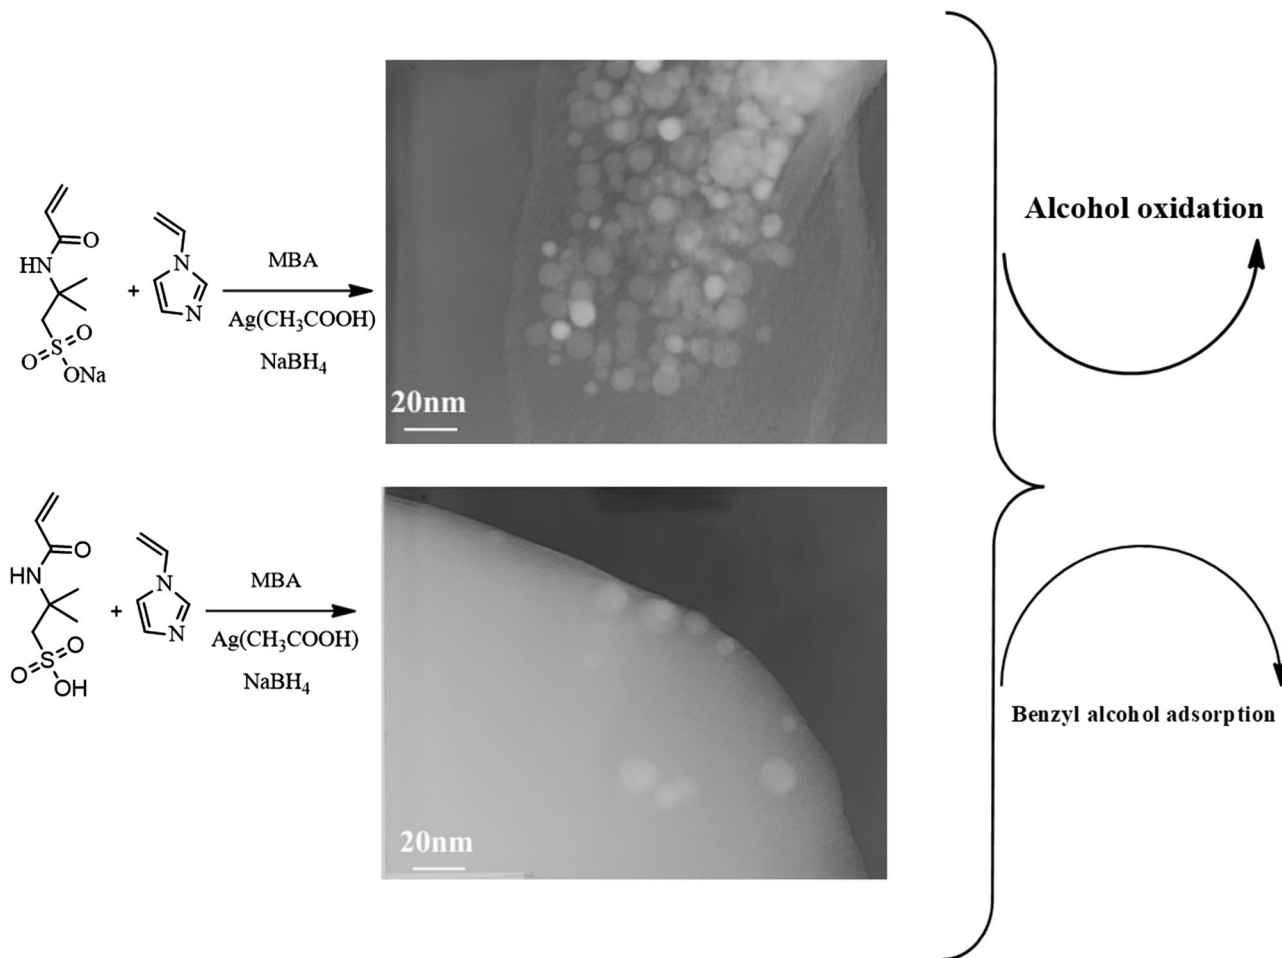 O
HN
+
N
N
S
O
O
ONa
MBA
Ag(CH₃COOH)
NaBH₄
20nm
Alcohol oxidation
O
HN
+
N
N
S
O
O
OH
MBA
Ag(CH₃COOH)
NaBH₄
20nm
Benzyl alcohol adsorption